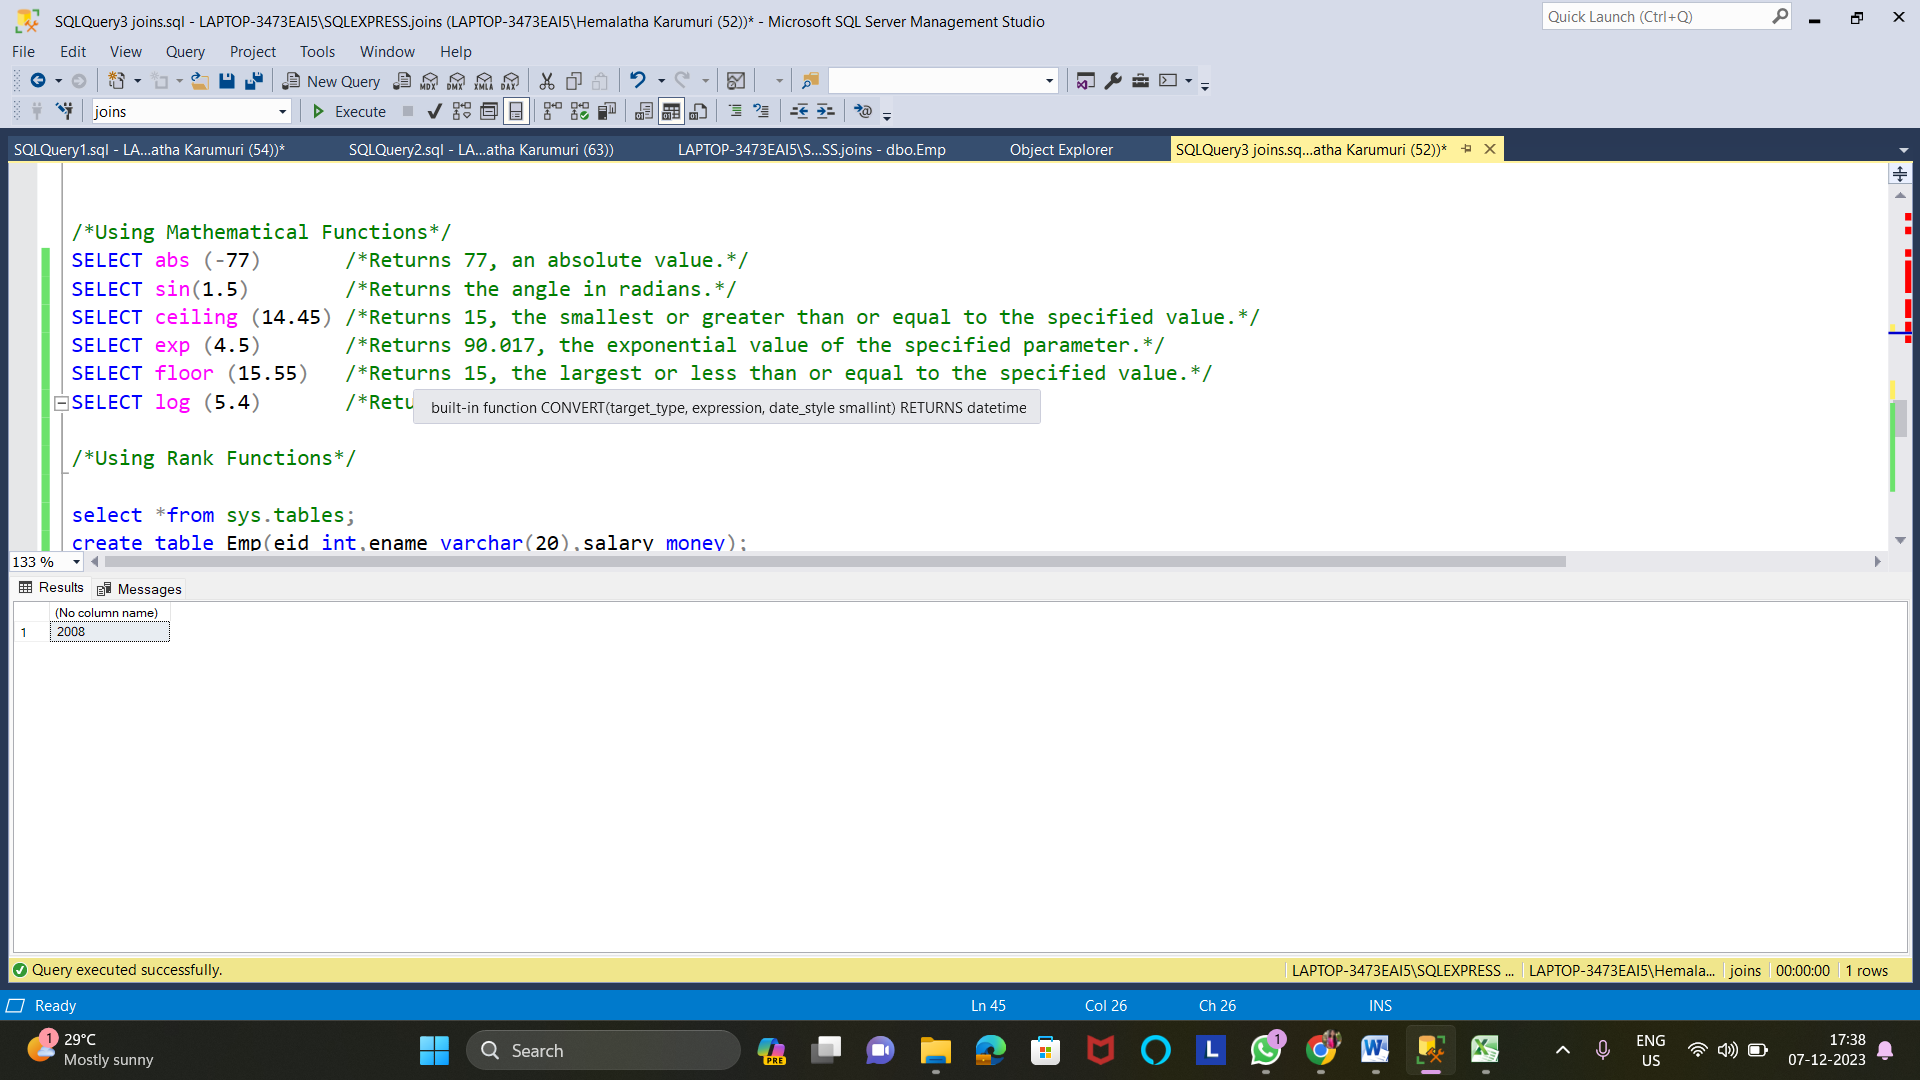 SQLQuery3 joins.sql - LAPTOP-3473EAI5\SQLEXPRESS.joins (LAPTOP-3473EAI5\Hemalatha Karumuri (52))* - Microsoft SQL Server Management Studio
Quick Launch (Ctrl+Q)
File Edit View Query Project Tools Window Help
New Query MDX DMX XMLA DAX
joins Execute
SQLQuery1.sql - LA...atha Karumuri (54))* SQLQuery2.sql - LA...atha Karumuri (63)) LAPTOP-3473EAI5\S...SS.joins - dbo.Emp Object Explorer SQLQuery3 joins.sq...atha Karumuri (52))*
/*Using Mathematical Functions*/
SELECT abs (-77) /*Returns 77, an absolute value.*/
SELECT sin(1.5) /*Returns the angle in radians.*/
SELECT ceiling (14.45) /*Returns 15, the smallest or greater than or equal to the specified value.*/
SELECT exp (4.5) /*Returns 90.017, the exponential value of the specified parameter.*/
SELECT floor (15.55) /*Returns 15, the largest or less than or equal to the specified value.*/
SELECT log (5.4) /*Retu
built-in function CONVERT(target_type, expression, date_style smallint) RETURNS datetime
/*Using Rank Functions*/
select *from sys.tables;
create table Emp(eid int,ename varchar(20),salary money);
133 %
Results Messages
(No column name)
1 2008
Query executed successfully. LAPTOP-3473EAI5\SQLEXPRESS ... LAPTOP-3473EAI5\Hemala... joins 00:00:00 1 rows
Ready Ln 45 Col 26 Ch 26 INS
1
29°C
Mostly sunny
Search
PRE
L
1
ENG
US
17:38
07-12-2023